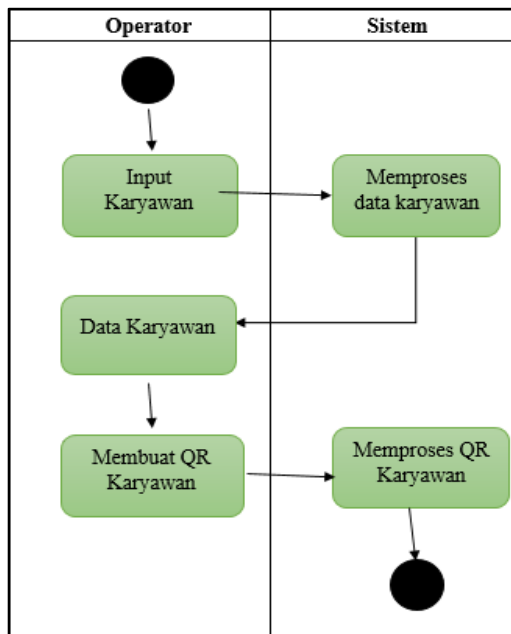 Operator
Sistem
Input
Karyawan
Memproses
data karyawan
Data Karyawan
Membuat QR
Karyawan
Memproses QR
Karyawan